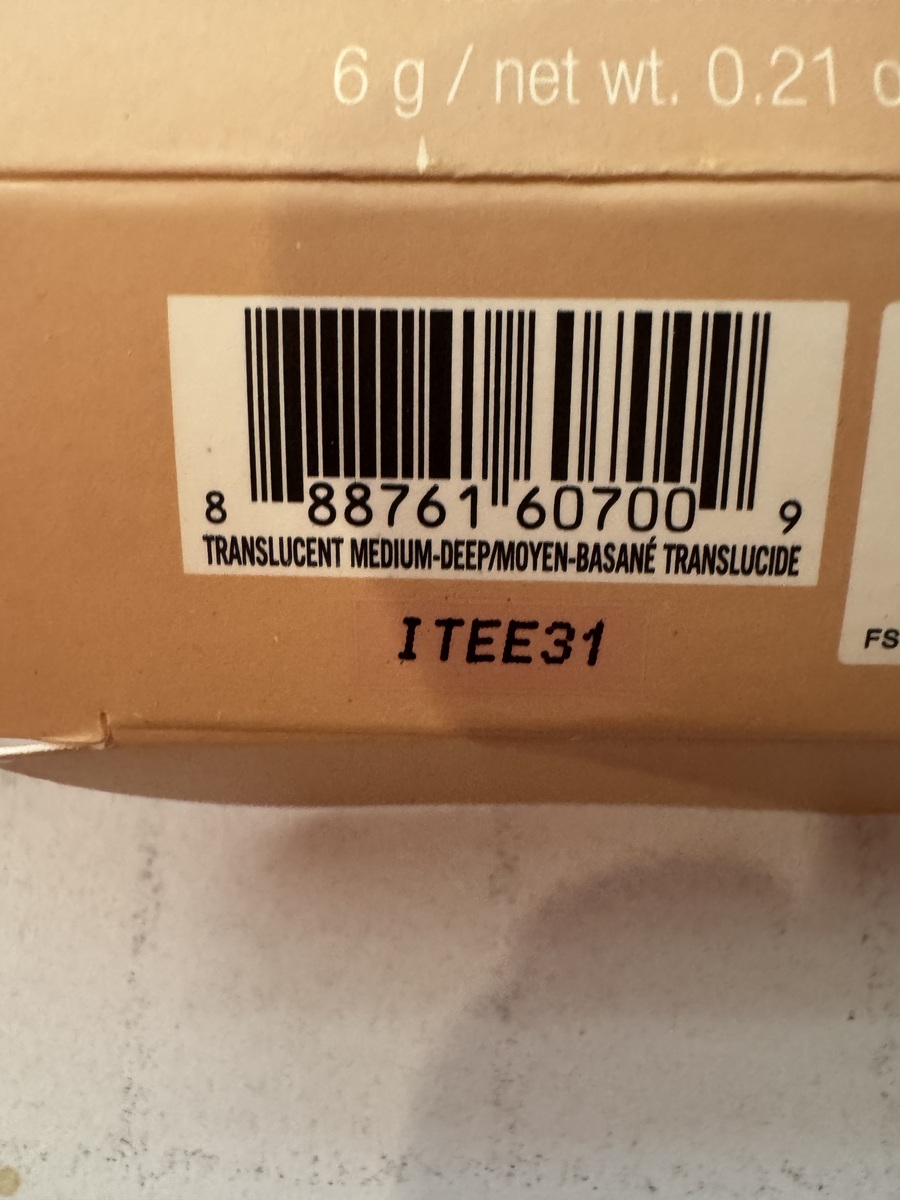 6 g / net wt. 0.21
8 88761 60700 9
TRANSLUCENT MEDIUM-DEEP/MOYEN-BASANÉ TRANSLUCIDE
ITEE31
FS